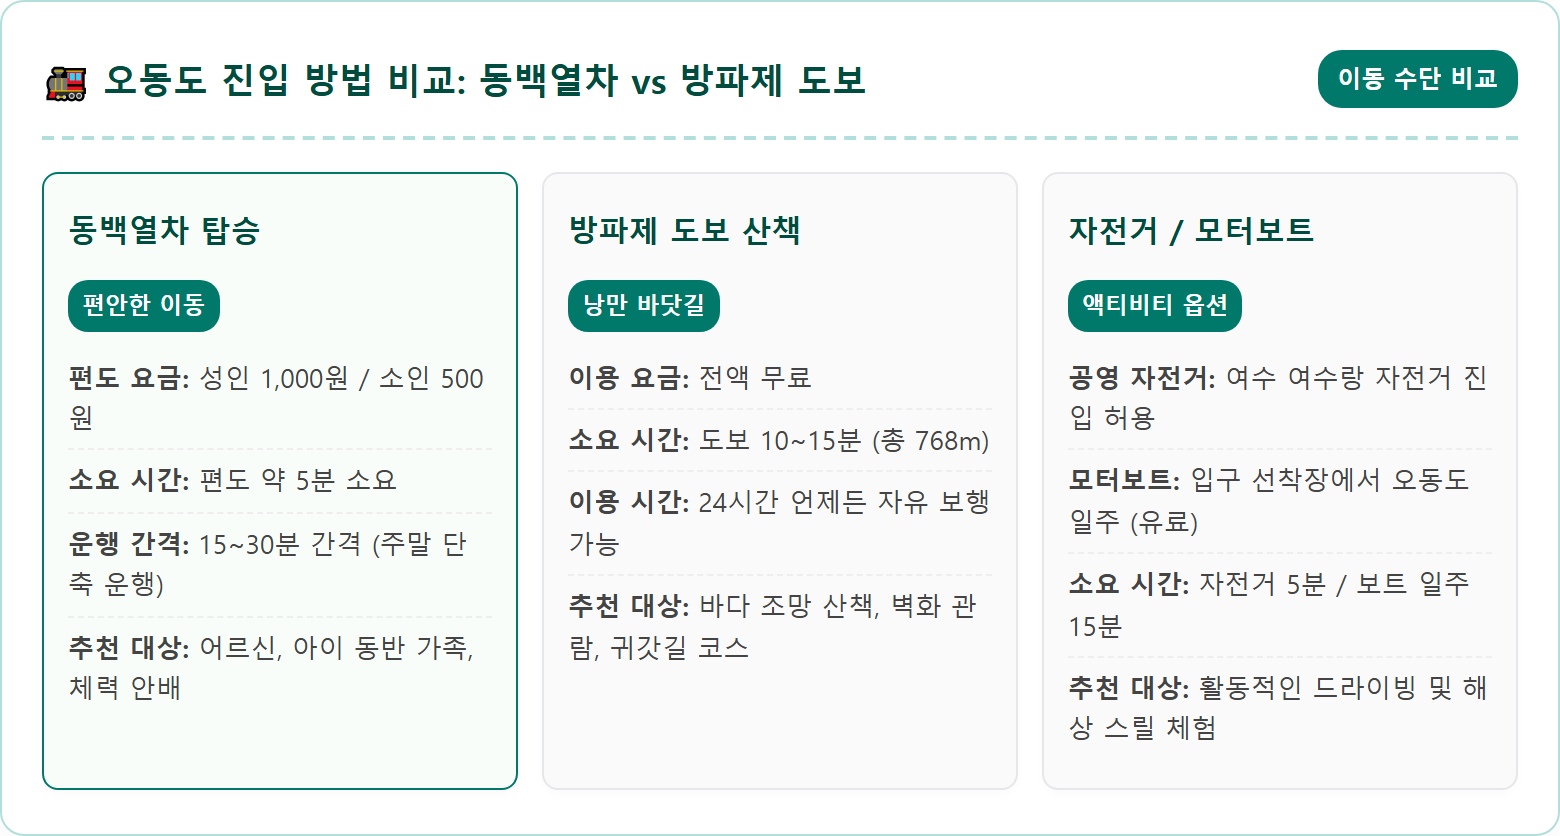 오동도 진입 방법 비교: 동백열차 vs 방파제 도보
이동 수단 비교
동백열차 탑승
편안한 이동
편도 요금: 성인 1,000원 / 소인 500
원
소요 시간: 편도 약 5분 소요
운행 간격: 15~30분 간격 (주말 단
축 운행)
추천 대상: 어르신, 아이 동반 가족,
체력 안배
방파제 도보 산책
낭만 바닷길
이용 요금: 전액 무료
소요 시간: 도보 10~15분 (총 768m)
이용 시간: 24시간 언제든 자유 보행
가능
추천 대상: 바다 조망 산책, 벽화 관
람, 귀갓길 코스
자전거 / 모터보트
액티비티 옵션
공영 자전거: 여수 여수랑 자전거 진
입 허용
모터보트: 입구 선착장에서 오동도
일주 (유료)
소요 시간: 자전거 5분 / 보트 일주
15분
추천 대상: 활동적인 드라이빙 및 해
상 스릴 체험